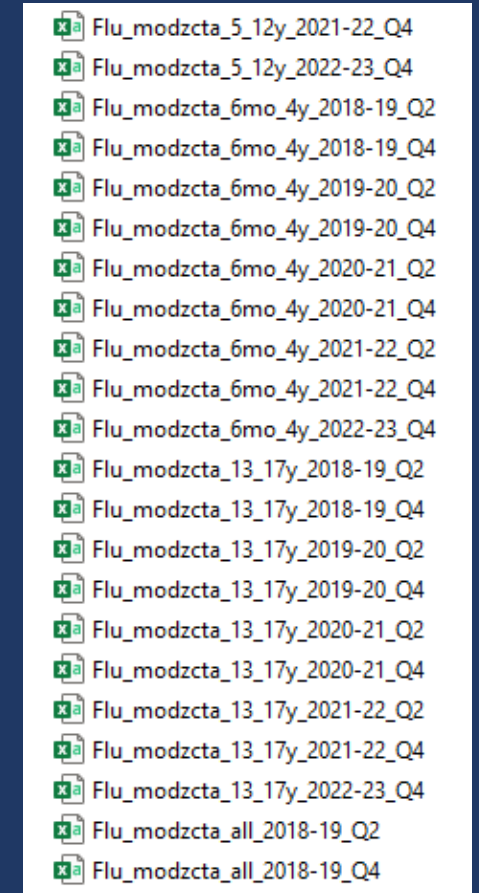 Flu_modzcta_5_12y_2021-22_Q4
Flu_modzcta_5_12y_2022-23_Q4
Flu_modzcta_6mo_4y_2018-19_Q2
Flu_modzcta_6mo_4y_2018-19_Q4
Flu_modzcta_6mo_4y_2019-20_Q2
Flu_modzcta_6mo_4y_2019-20_Q4
Flu_modzcta_6mo_4y_2020-21_Q2
Flu_modzcta_6mo_4y_2020-21_Q4
Flu_modzcta_6mo_4y_2021-22_Q2
Flu_modzcta_6mo_4y_2021-22_Q4
Flu_modzcta_6mo_4y_2022-23_Q4
Flu_modzcta_13_17y_2018-19_Q2
Flu_modzcta_13_17y_2018-19_Q4
Flu_modzcta_13_17y_2019-20_Q2
Flu_modzcta_13_17y_2019-20_Q4
Flu_modzcta_13_17y_2020-21_Q2
Flu_modzcta_13_17y_2020-21_Q4
Flu_modzcta_13_17y_2021-22_Q2
Flu_modzcta_13_17y_2021-22_Q4
Flu_modzcta_13_17y_2022-23_Q4
Flu_modzcta_all_2018-19_Q2
Flu_modzcta_all_2018-19_Q4